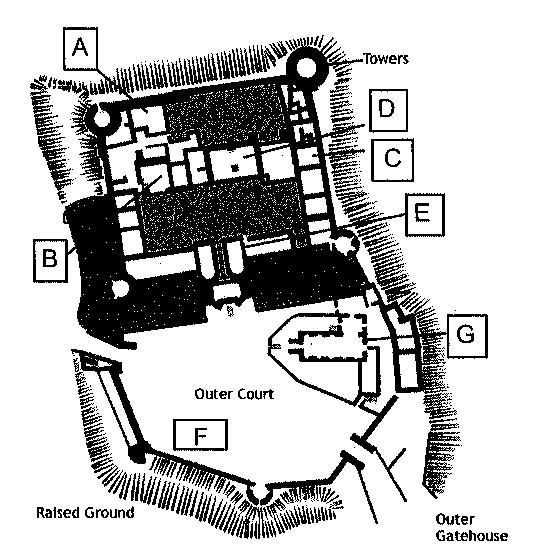 A
Towers
D
C
E
B
G
Outer Court
F
Raised Ground
Outer
Gatehouse